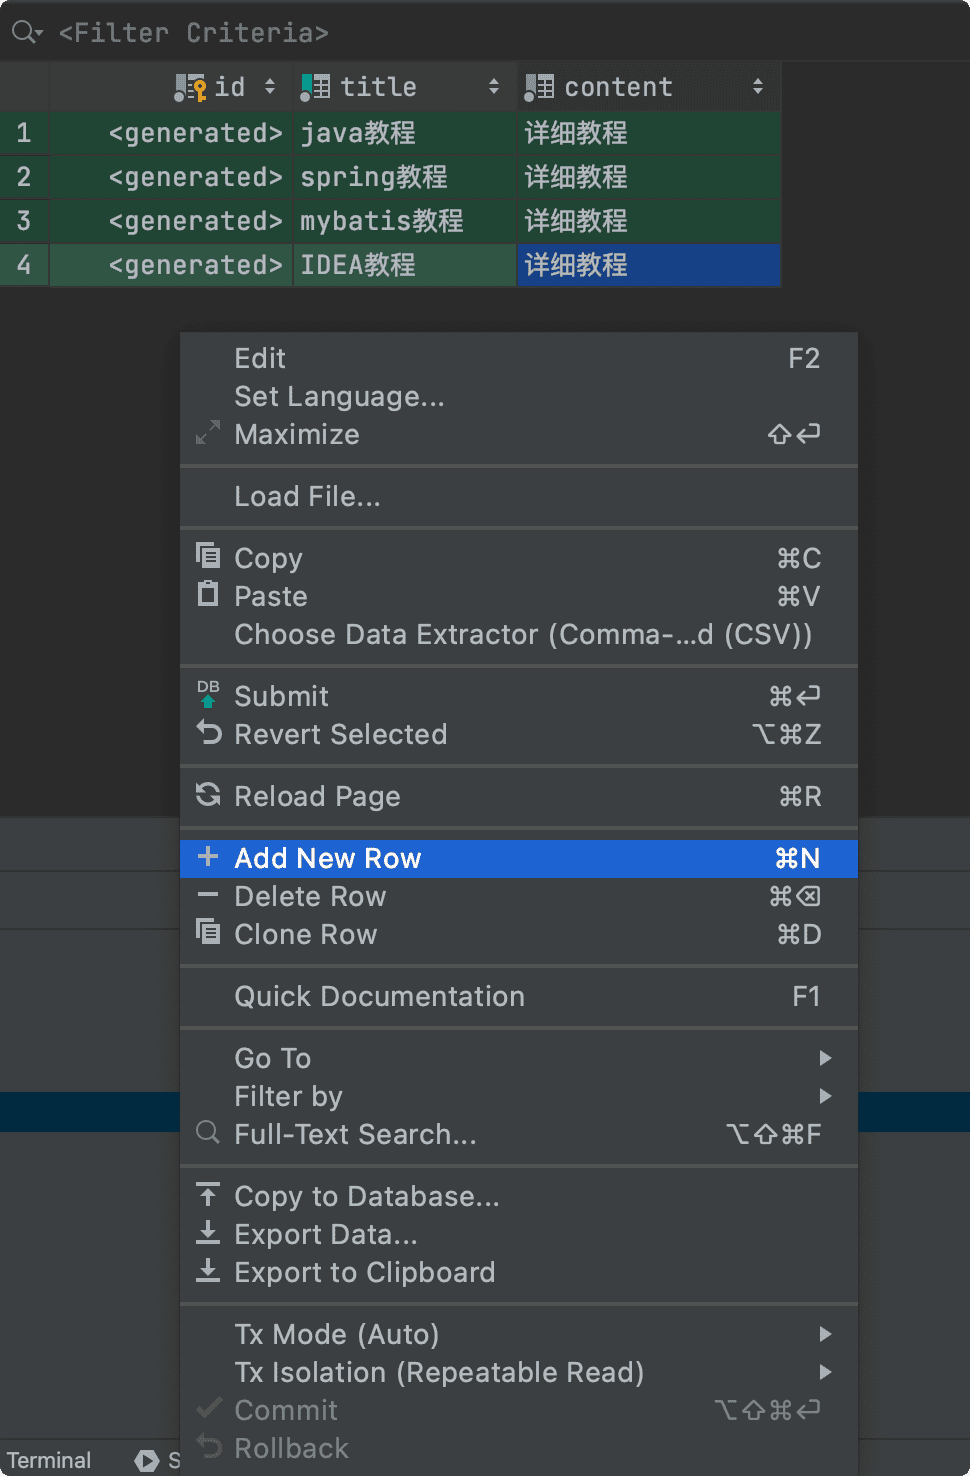 <Filter Criteria>
id title content
1 <generated> java教程 详细教程
2 <generated> spring教程 详细教程
3 <generated> mybatis教程 详细教程
4 <generated> IDEA教程 详细教程
Edit F2
Set Language...
Maximize ⇧⏎
Load File...
Copy ⌘C
Paste ⌘V
Choose Data Extractor (Comma-...d (CSV))
DB Submit ⌘⏎
Revert Selected ⌥⌘Z
Reload Page ⌘R
Add New Row ⌘N
Delete Row ⌘⌫
Clone Row ⌘D
Quick Documentation F1
Go To
Filter by
Full-Text Search... ⌥⇧⌘F
Copy to Database...
Export Data...
Export to Clipboard
Tx Mode (Auto)
Tx Isolation (Repeatable Read)
Commit ⌥⇧⌘⏎
Rollback
Terminal S